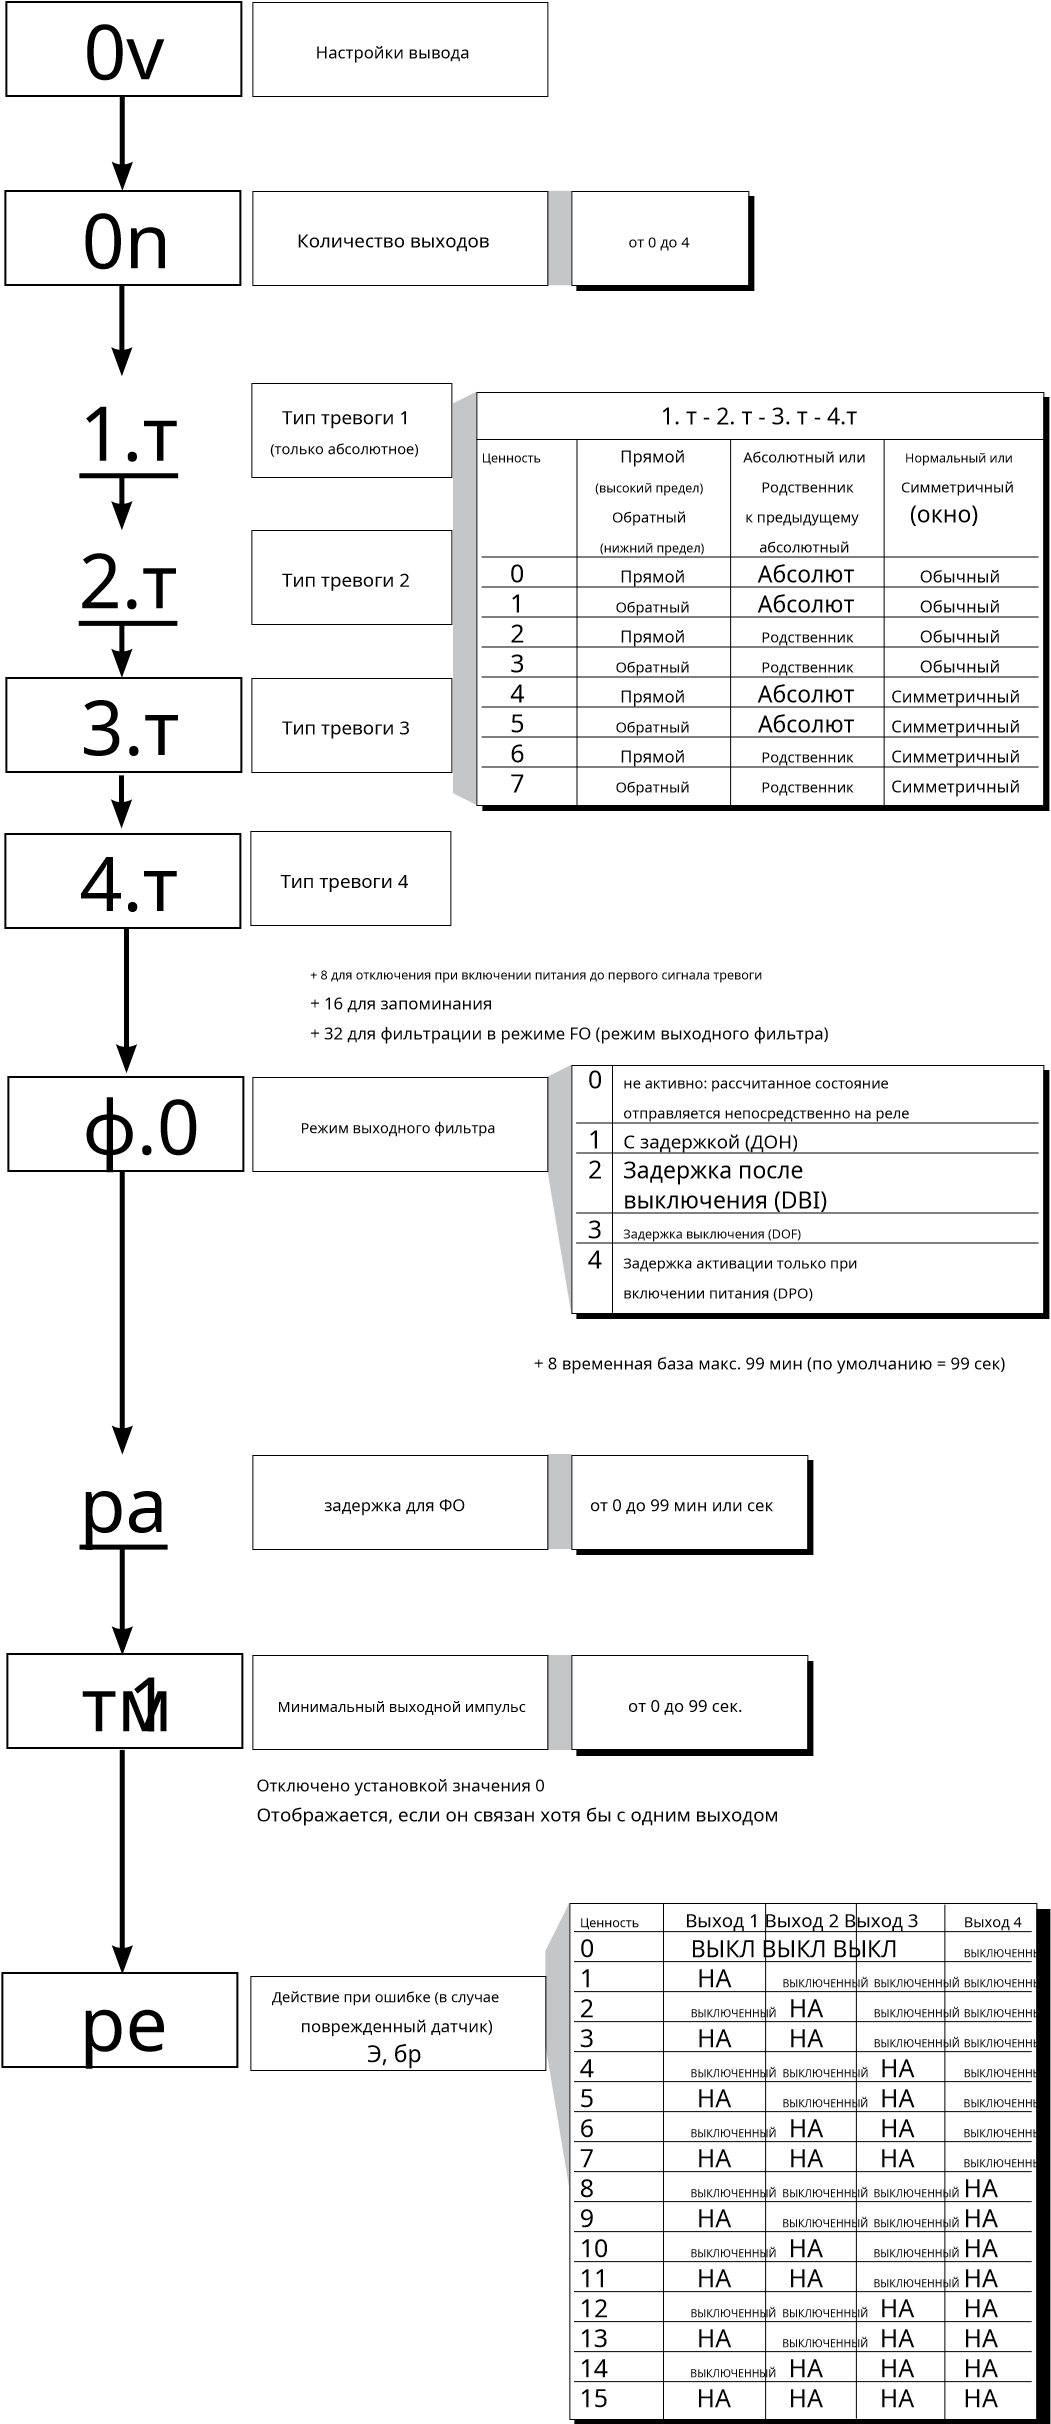 0v
Настройки вывода
0n
Количество выходов
от 0 до 4
1.т
Тип тревоги 1
(только абсолютное)
2.т
Тип тревоги 2
3.т
Тип тревоги 3
4.т
Тип тревоги 4
1. т - 2. т - 3. т - 4.т
Ценность Прямой Абсолютный или Нормальный или
(высокий предел) Родственник Симметричный
Обратный к предыдущему (окно)
(нижний предел) абсолютный
0 Прямой Абсолют Обычный
1 Обратный Абсолют Обычный
2 Прямой Родственник Обычный
3 Обратный Родственник Обычный
4 Прямой Абсолют Симметричный
5 Обратный Абсолют Симметричный
6 Прямой Родственник Симметричный
7 Обратный Родственник Симметричный
+ 8 для отключения при включении питания до первого сигнала тревоги
+ 16 для запоминания
+ 32 для фильтрации в режиме FO (режим выходного фильтра)
ф.0
Режим выходного фильтра
0 не активно: рассчитанное состояние
отправляется непосредственно на реле
1 С задержкой (ДОН)
2 Задержка после
выключения (DBI)
3 Задержка выключения (DOF)
4 Задержка активации только при
включении питания (DPO)
+ 8 временная база макс. 99 мин (по умолчанию = 99 сек)
ра
задержка для ФО
от 0 до 99 мин или сек
тм1
Минимальный выходной импульс
от 0 до 99 сек.
Отключено установкой значения 0
Отображается, если он связан хотя бы с одним выходом
ре
Действие при ошибке (в случае
поврежденный датчик)
Э, бр
Ценность Выход 1 Выход 2 Выход 3 Выход 4
0 ВЫКЛ ВЫКЛ ВЫКЛ ВЫКЛЮЧЕННЫ
1 НА ВЫКЛЮЧЕННЫЙ ВЫКЛЮЧЕННЫЙ ВЫКЛЮЧЕННЫ
2 ВЫКЛЮЧЕННЫЙ НА ВЫКЛЮЧЕННЫЙ ВЫКЛЮЧЕННЫ
3 НА НА ВЫКЛЮЧЕННЫЙ ВЫКЛЮЧЕННЫ
4 ВЫКЛЮЧЕННЫЙ ВЫКЛЮЧЕННЫЙ НА ВЫКЛЮЧЕННЫ
5 НА ВЫКЛЮЧЕННЫЙ НА ВЫКЛЮЧЕННЫ
6 ВЫКЛЮЧЕННЫЙ НА НА ВЫКЛЮЧЕННЫ
7 НА НА НА ВЫКЛЮЧЕННЫ
8 ВЫКЛЮЧЕННЫЙ ВЫКЛЮЧЕННЫЙ ВЫКЛЮЧЕННЫЙ НА
9 НА ВЫКЛЮЧЕННЫЙ ВЫКЛЮЧЕННЫЙ НА
10 ВЫКЛЮЧЕННЫЙ НА ВЫКЛЮЧЕННЫЙ НА
11 НА НА ВЫКЛЮЧЕННЫЙ НА
12 ВЫКЛЮЧЕННЫЙ ВЫКЛЮЧЕННЫЙ НА НА
13 НА ВЫКЛЮЧЕННЫЙ НА НА
14 ВЫКЛЮЧЕННЫЙ НА НА НА
15 НА НА НА НА